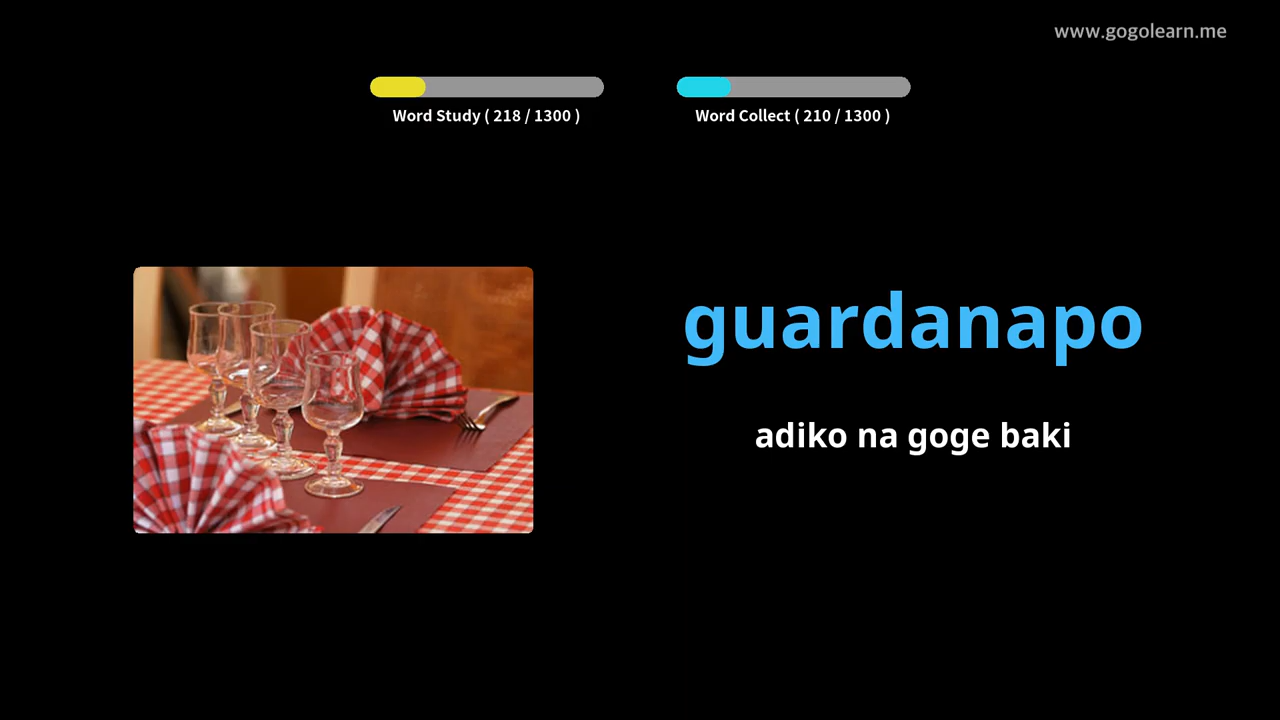 www.gogolearn.me
Word Study ( 218 / 1300 )
Word Collect ( 210 / 1300 )
guardanapo
adiko na goge baki